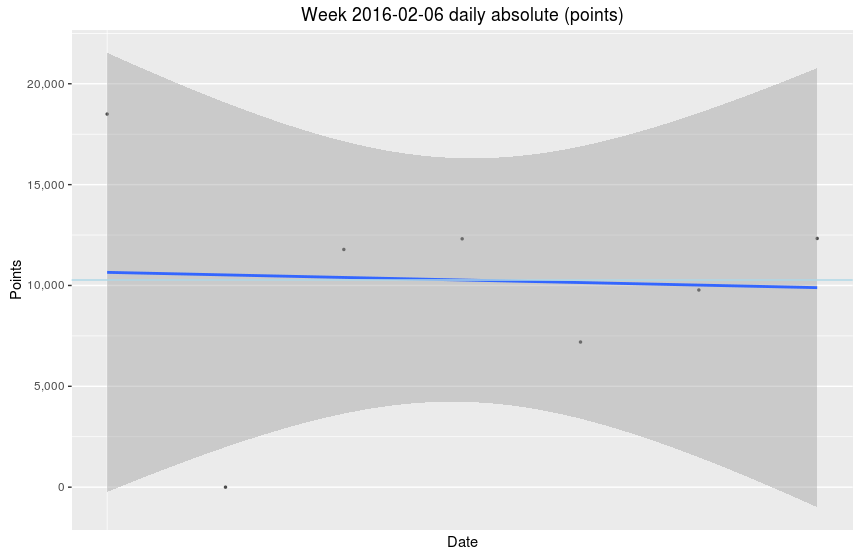 Week 2016-02-06 daily absolute (points)
20,000
15,000
10,000
5,000
0
Points
Date